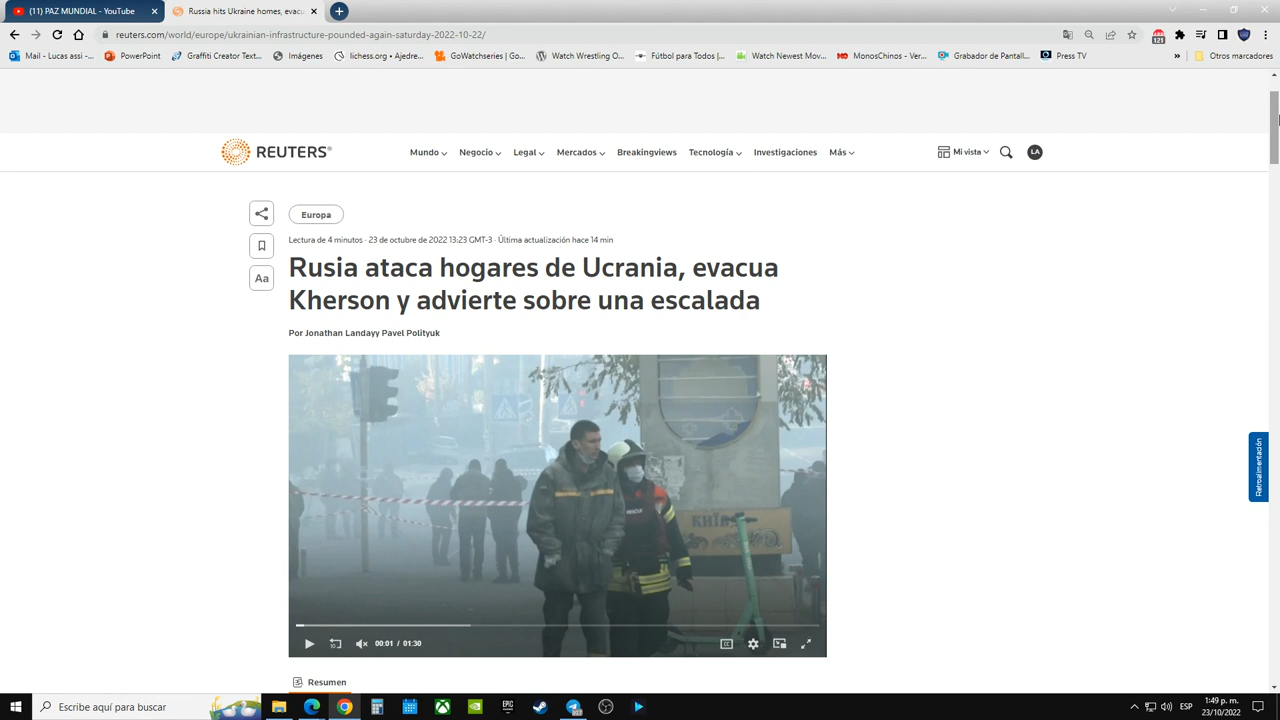 (11) PAZ MUNDIAL - YouTube
Russia hits Ukraine homes, evacu
reuters.com/world/europe/ukrainian-infrastructure-pounded-again-saturday-2022-10-22/
121
Mail - Lucas assi -...
PowerPoint
Graffiti Creator Text...
Imágenes
lichess.org • Ajedre...
GoWatchseries | Go...
Watch Wrestling O...
Fútbol para Todos |...
Watch Newest Mov...
MonosChinos - Ver...
Grabador de Pantall...
Press TV
»
Otros marcadores
REUTERS®
Mundo
Negocio
Legal
Mercados
Breakingviews
Tecnología
Investigaciones
Más
Mi vista
LA
Europa
Lectura de 4 minutos · 23 de octubre de 2022 13:23 GMT-3 · Última actualización hace 14 min
Aa
Rusia ataca hogares de Ucrania, evacua
Kherson y advierte sobre una escalada
Por Jonathan Landayy Pavel Polityuk
RESCUE
КИЇВ
10
00:01 / 01:30
CC
Retroalimentación
Resumen
Escribe aquí para buscar
EPIC
ESP
1:49 p. m.
23/10/2022